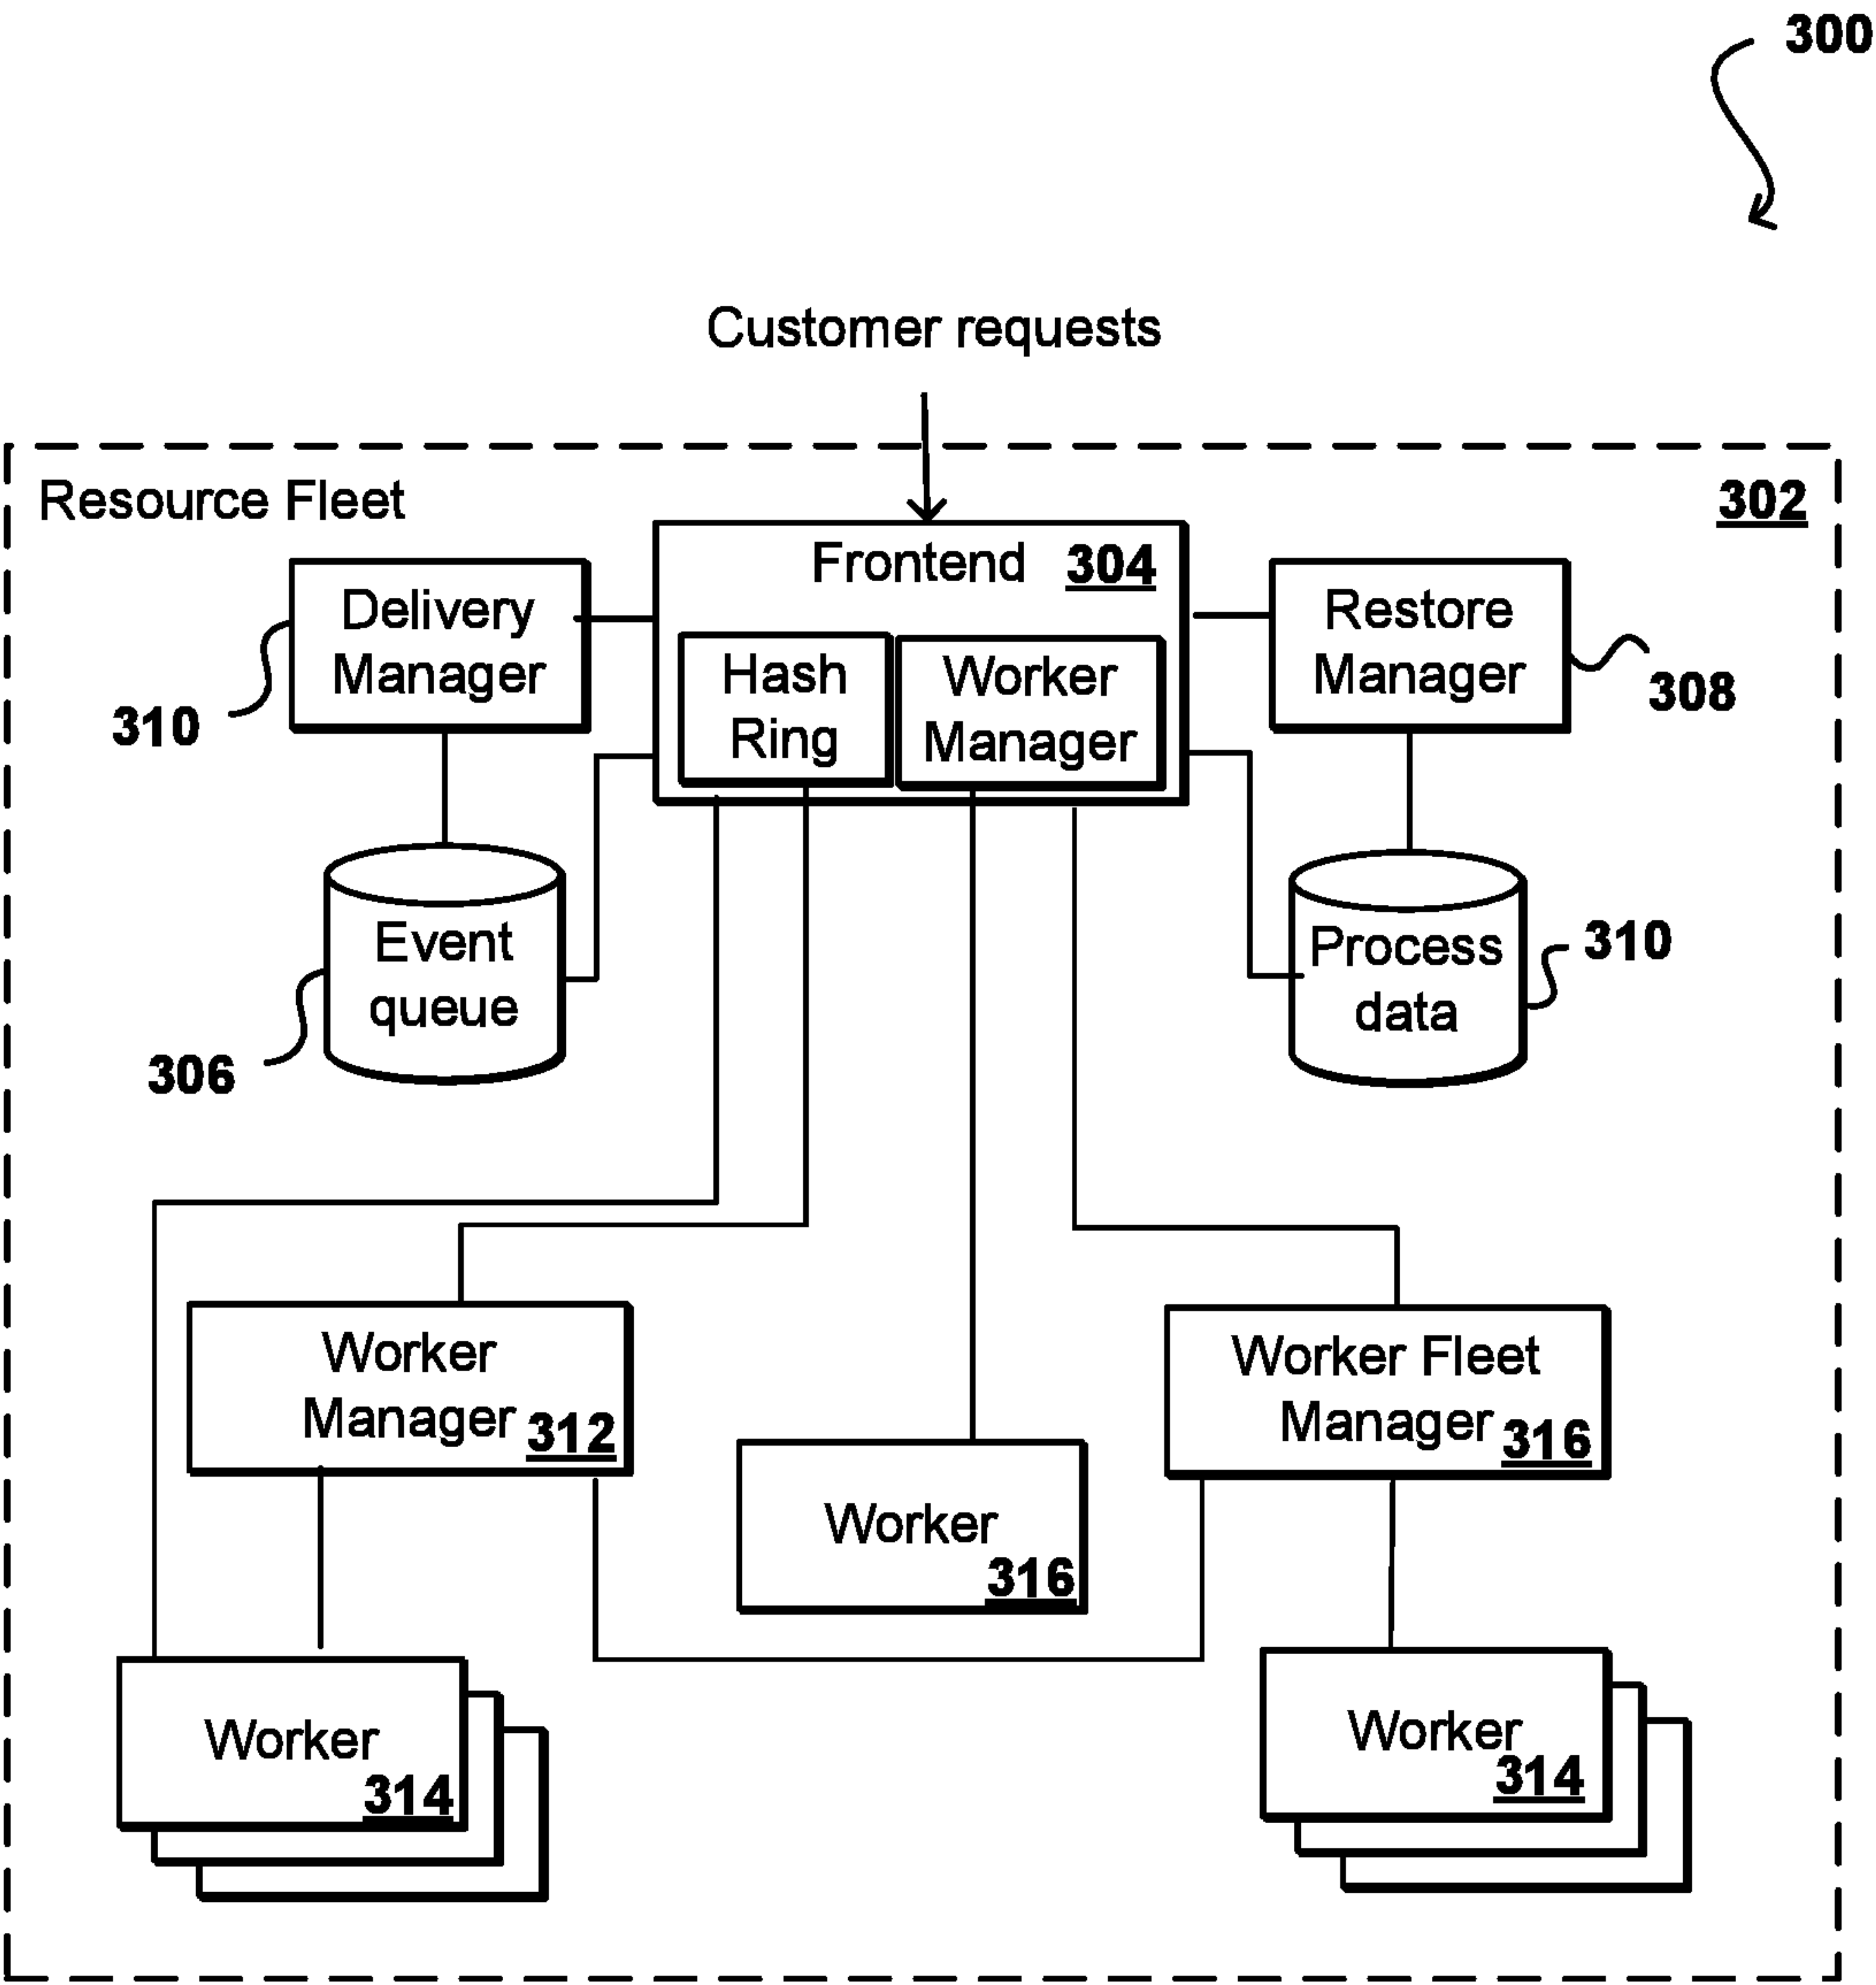 300
Customer requests
Resource Fleet
302
Frontend 304
Delivery
Manager
310
Hash
Ring
Worker
Manager
Restore
Manager
308
Event
queue
306
Process
data
310
Worker
Manager 312
Worker
316
Worker Fleet
Manager 316
Worker
314
Worker
314